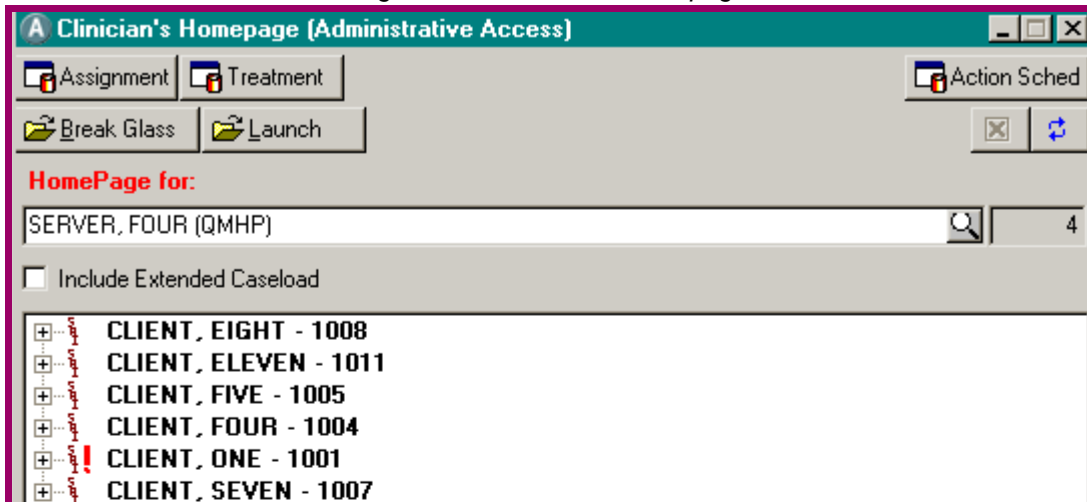 Clinician's Homepage (Administrative Access)
Assignment Treatment Action Sched
Break Glass Launch
HomePage for:
SERVER, FOUR (QMHP) 4
Include Extended Caseload
CLIENT, EIGHT - 1008
CLIENT, ELEVEN - 1011
CLIENT, FIVE - 1005
CLIENT, FOUR - 1004
! CLIENT, ONE - 1001
CLIENT, SEVEN - 1007